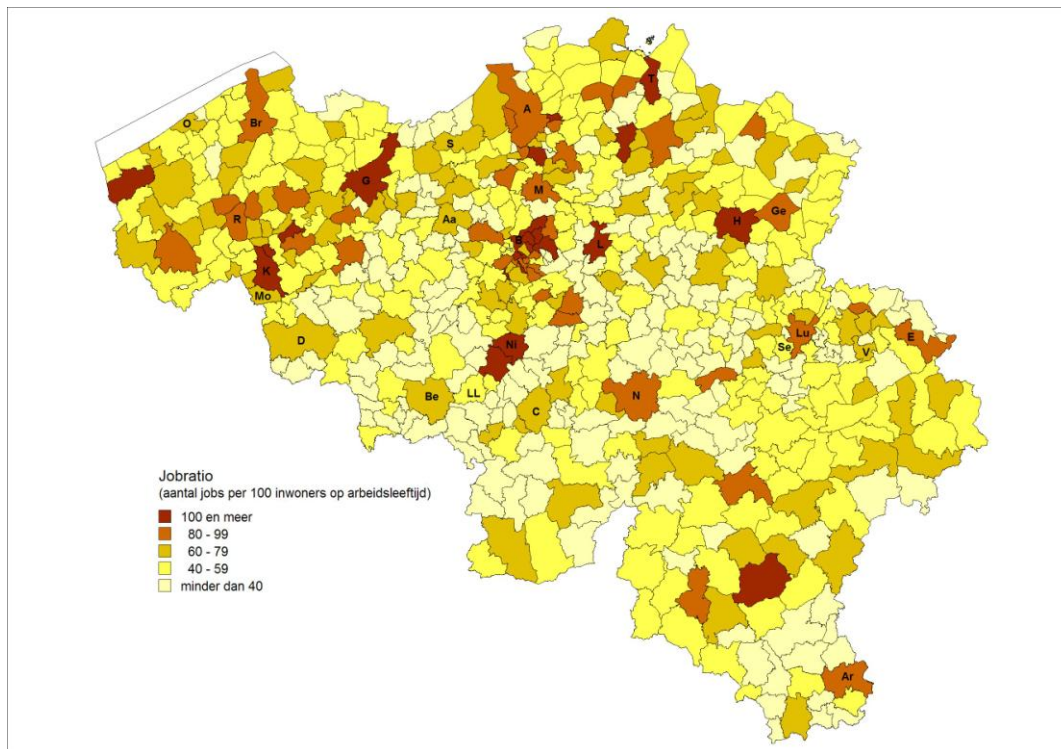 T
A
O
Br
S
G
M
Aa
H
Ge
R
B
L
K
Mo
D
Lu
E
Se
V
Ni
Be
LL
N
C
Jobratio
(aantal jobs per 100 inwoners op arbeidsleeftijd)
100 en meer
80 - 99
60 - 79
40 - 59
minder dan 40
Ar